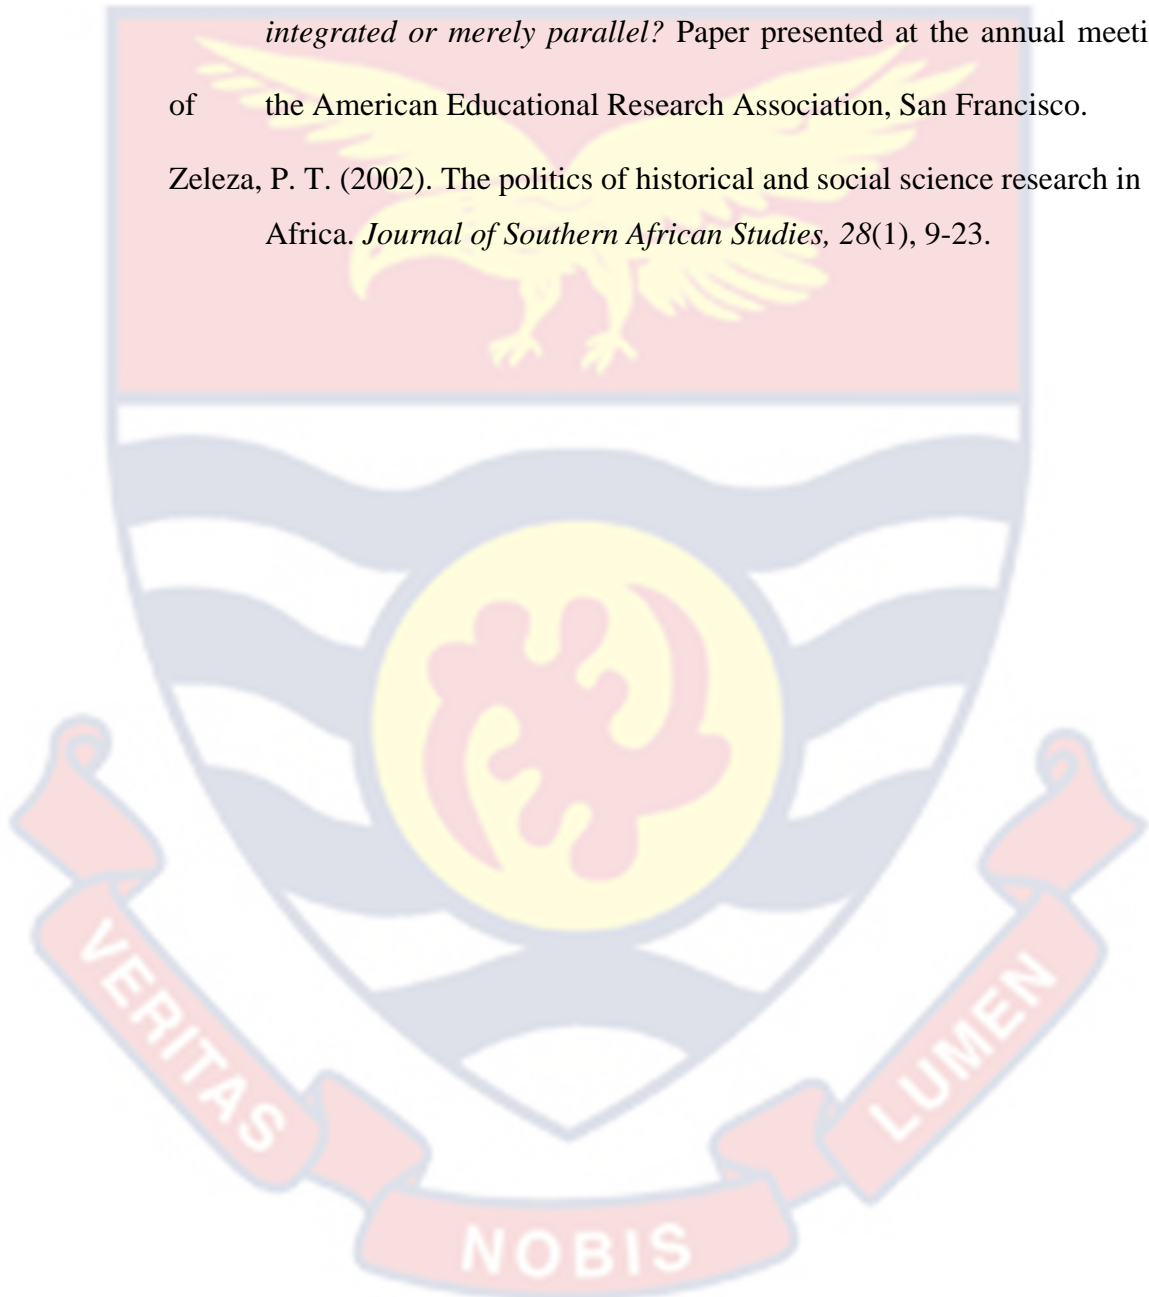 integrated or merely parallel? Paper presented at the annual meeti
of the American Educational Research Association, San Francisco.
Zeleza, P. T. (2002). The politics of historical and social science research in
Africa. Journal of Southern African Studies, 28(1), 9-23.
VERITAS
NOBIS
LUMEN